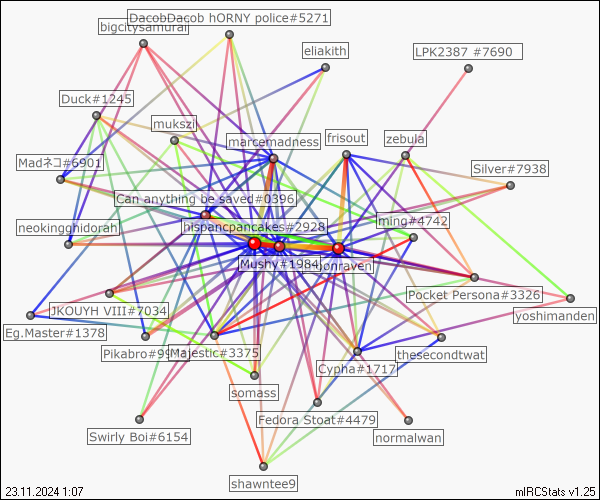 DacobDacob hORNY police#5271
bigcitysamurai
eliakith
LPK2387 #7690
Duck#1245
mukszi
marcemadness
frisout
zebula
Madネコ#6901
Silver#7938
Can anything be saved#0396
neokingghidorah
hispancpancakes#2928
ming#4742
Mushy#1984
Pocket Persona#3326
JKOUYH VIII#7034
yoshimanden
Eg.Master#1378
Majestic#3375
thesecondtwat
Cypha#1717
somass
Fedora Stoat#4479
Swirly Boi#6154
normalwan
shawntee9
23.11.2024 1:07
mIRCStats v1.25